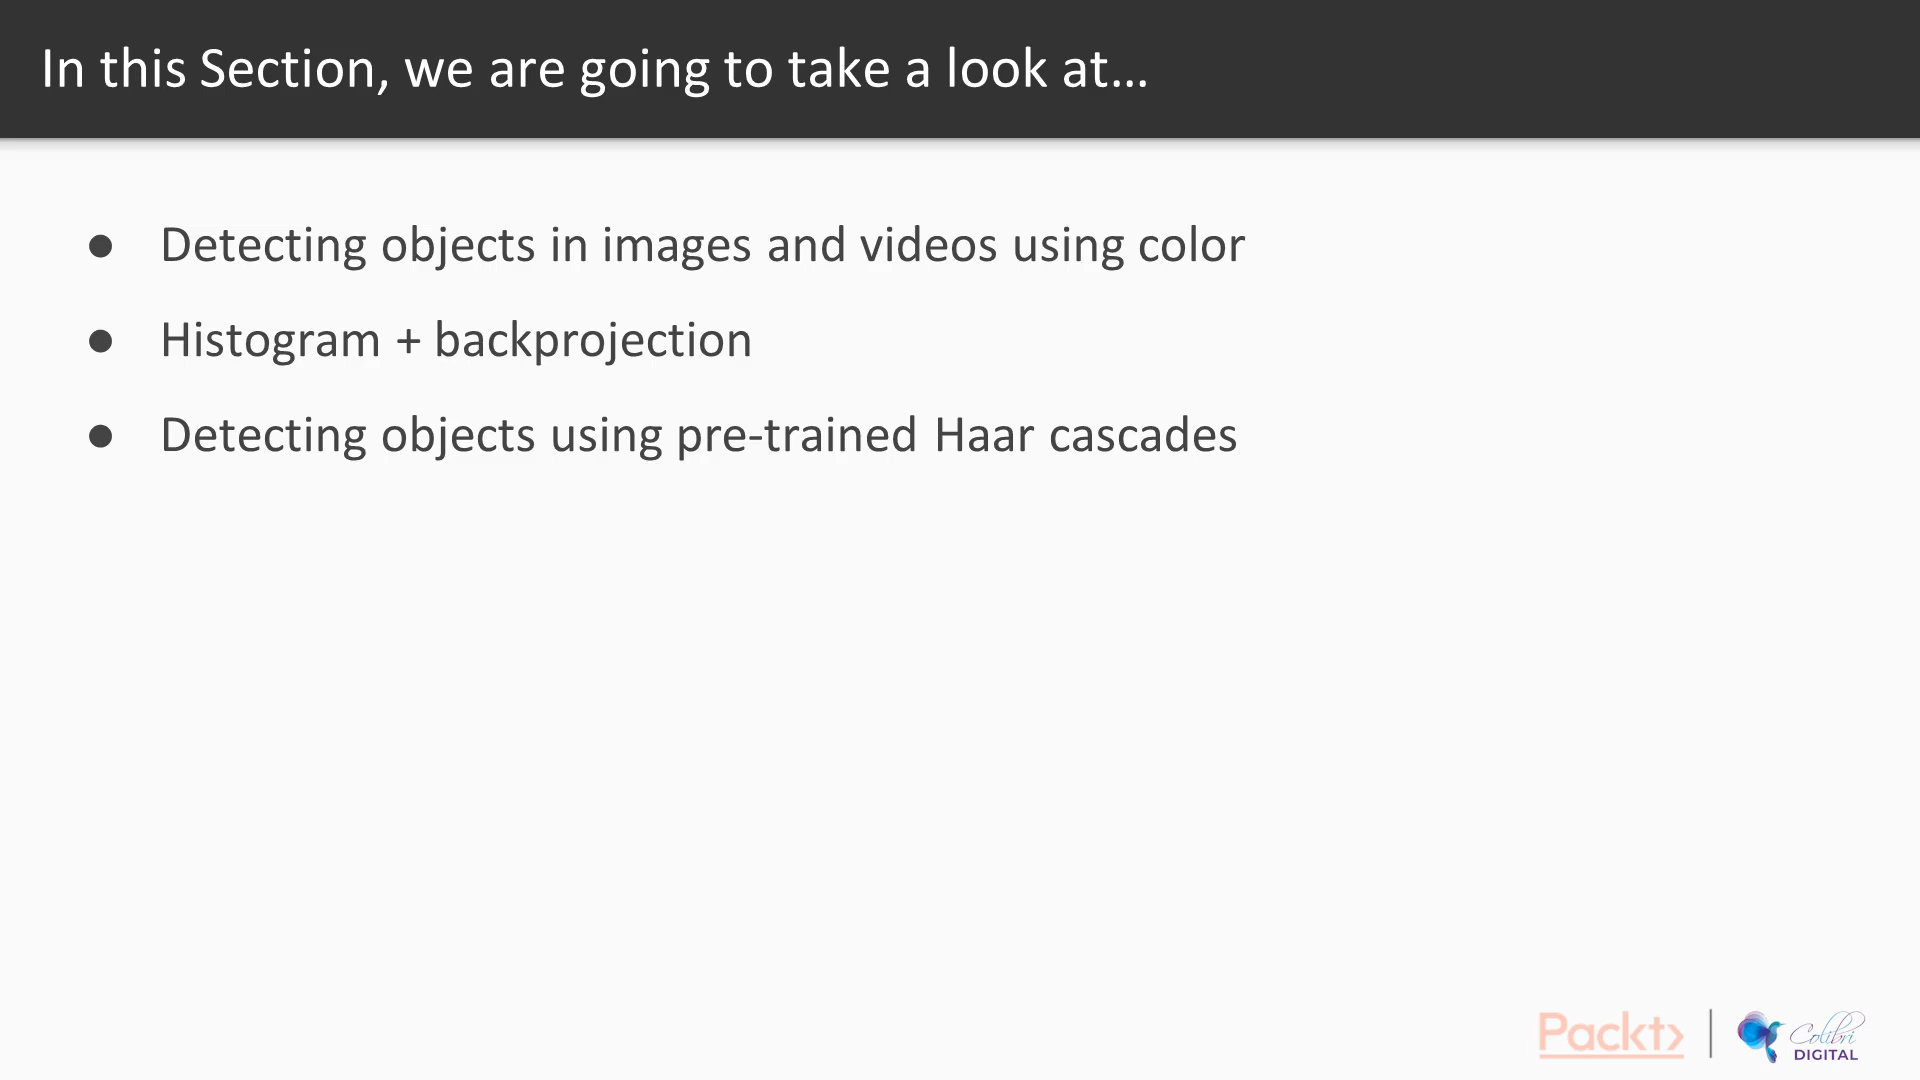 In this Section, we are going to take a look at...
● Detecting objects in images and videos using color
● Histogram + backprojection
● Detecting objects using pre-trained Haar cascades
Packt>
Colibri
DIGITAL